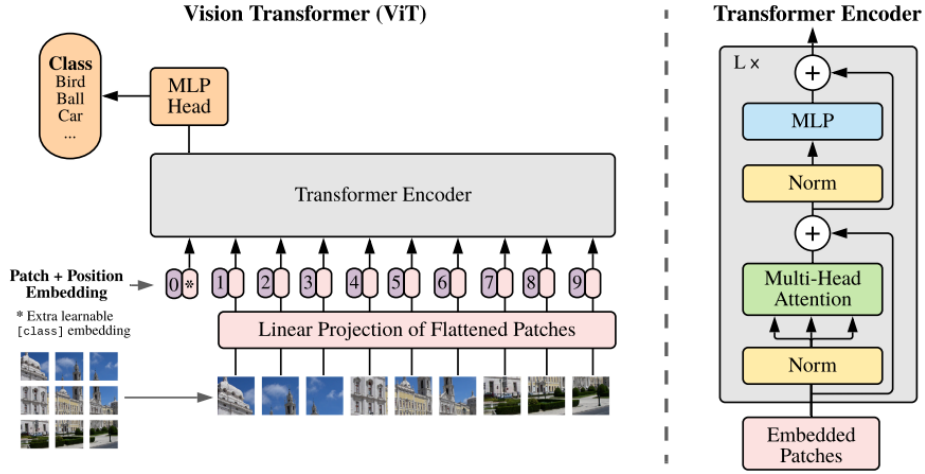 Vision Transformer (ViT)
Class
Bird
Ball
Car
...
MLP
Head
Transformer Encoder
Patch + Position
Embedding
0 * 1 2 3 4 5 6 7 8 9
* Extra learnable
[class] embedding
Linear Projection of Flattened Patches
Transformer Encoder
L ×
+
MLP
Norm
+
Multi-Head
Attention
Norm
Embedded
Patches